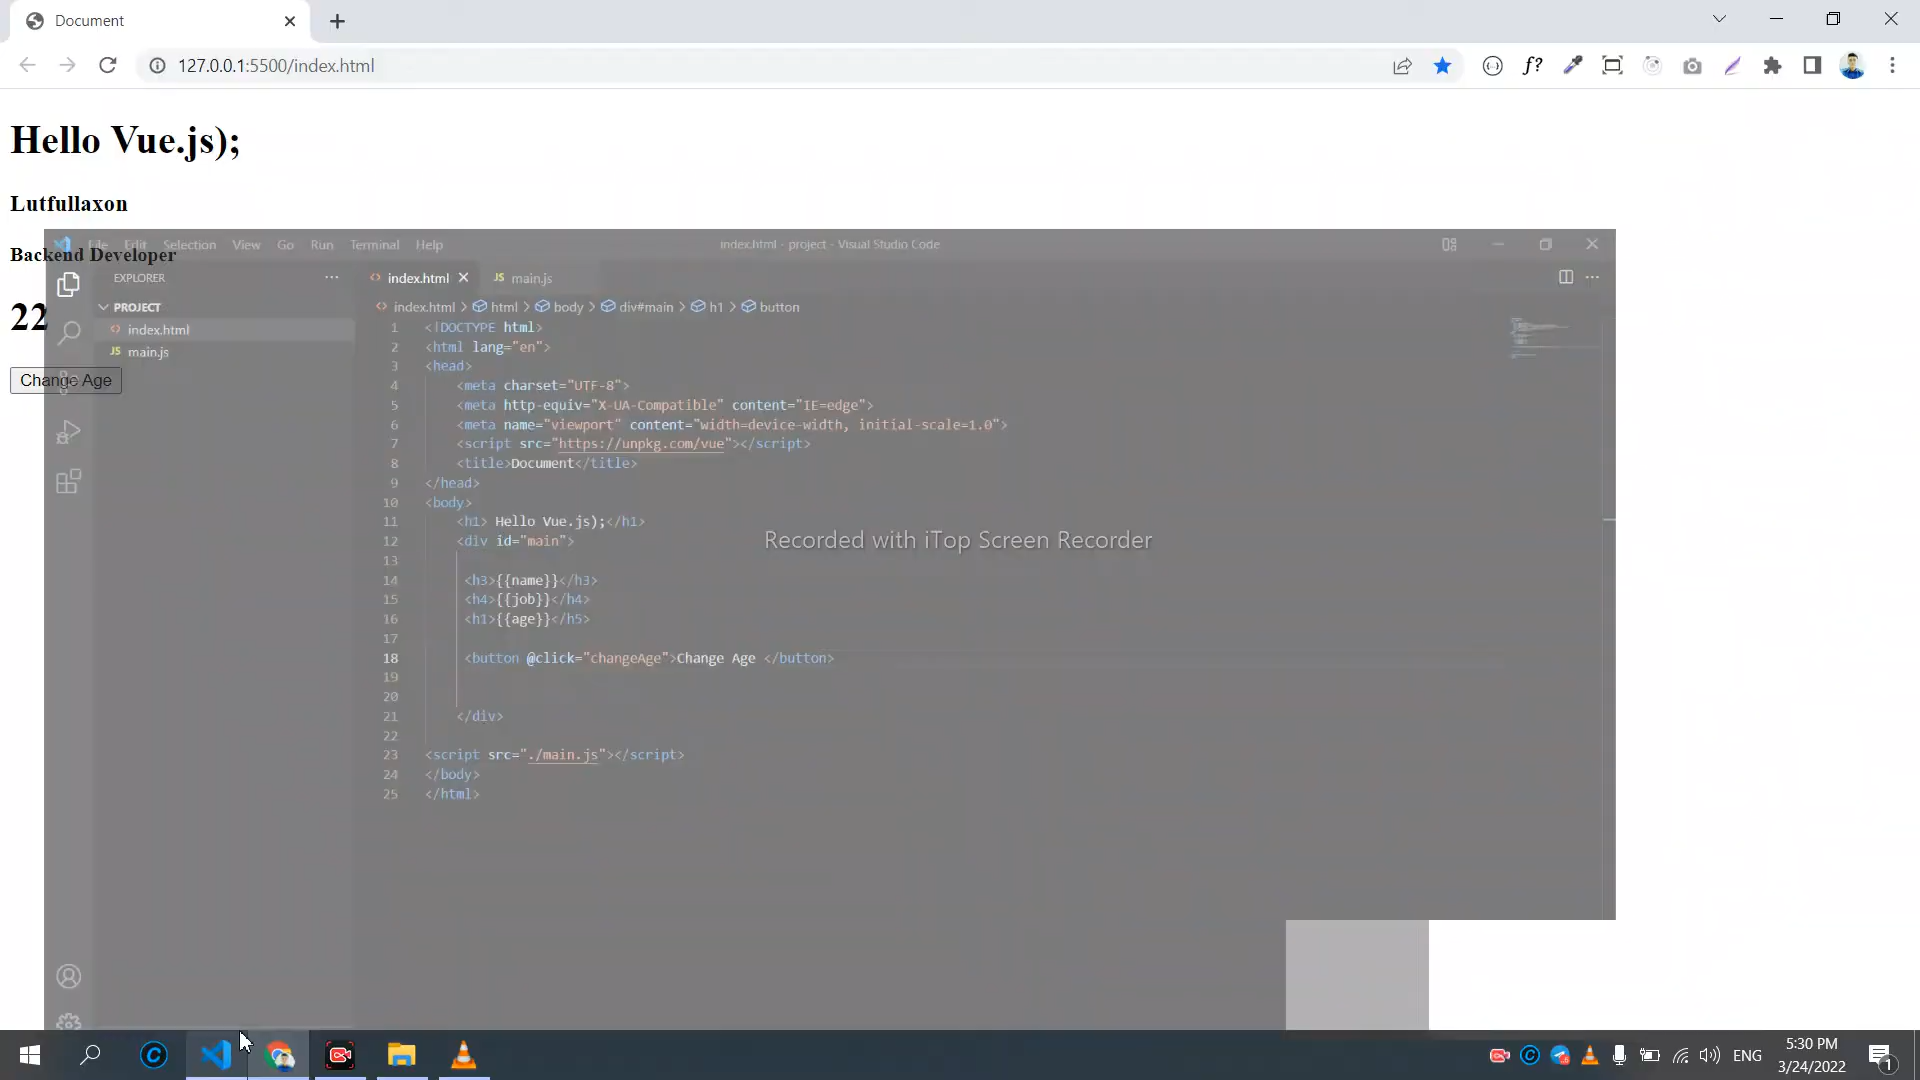 Document
127.0.0.1:5500/index.html
f?
Hello Vue.js);
Lutfullaxon
Backend Developer
22
Change Age
File Edit Selection View Go Run Terminal Help
index.html - project - Visual Studio Code
EXPLORER
PROJECT
index.html
JS main.js
index.html
JS main.js
index.html > html > body > div#main > h1 > button
1 <!DOCTYPE html>
2 <html lang="en">
3 <head>
4 <meta charset="UTF-8">
5 <meta http-equiv="X-UA-Compatible" content="IE=edge">
6 <meta name="viewport" content="width=device-width, initial-scale=1.0">
7 <script src="https://unpkg.com/vue"></script>
8 <title>Document</title>
9 </head>
10 <body>
11 <h1> Hello Vue.js);</h1>
12 <div id="main">
13
14 <h3>{{name}}</h3>
15 <h4>{{job}}</h4>
16 <h1>{{age}}</h5>
17
18 <button @click="changeAge">Change Age </button>
19
20
21 </div>
22
23 <script src="./main.js"></script>
24 </body>
25 </html>
Recorded with iTop Screen Recorder
ENG
5:30 PM
3/24/2022
1